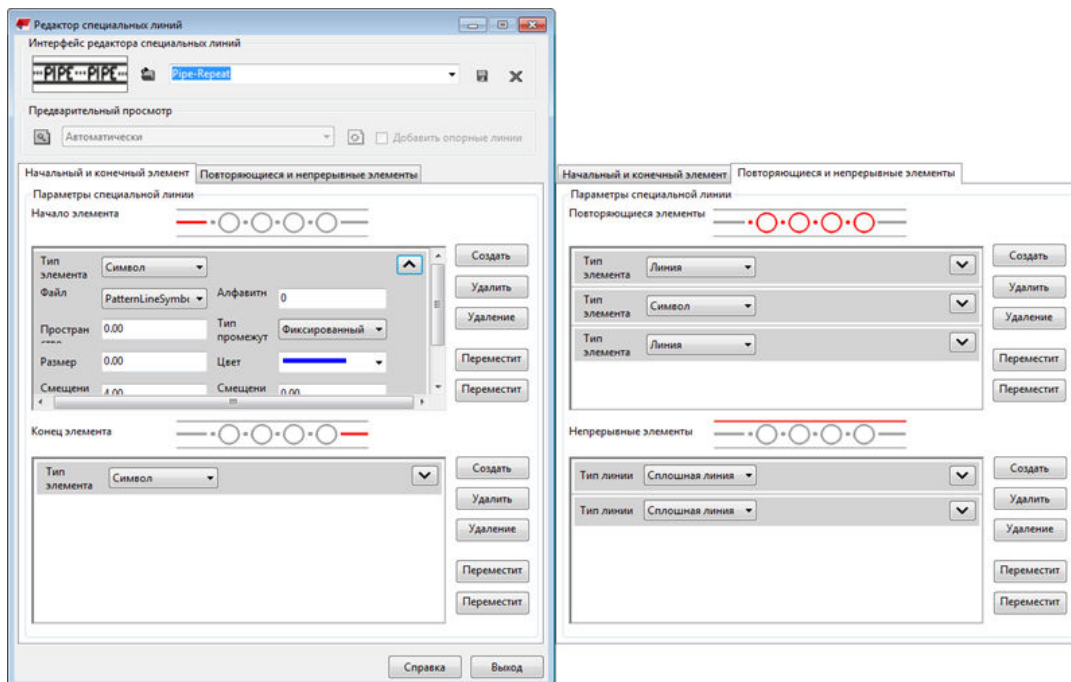 Редактор специальных линий
Интерфейс редактора специальных линий
PIPE PIPE
Pipe-Repeat
Предварительный просмотр
Автоматически
Добавить опорные линии
Начальный и конечный элемент
Повторяющиеся и непрерывные элементы
Параметры специальной линии
Начало элемента
Тип элемента
Символ
Файл
PatternLineSymbc
Алфавитн
0
Простран
0.00
Тип промежут
Фиксированный
Размер
0.00
Цвет
Смещени
4.00
Смещени
0.00
Создать
Удалить
Удаление
Переместит
Переместит
Конец элемента
Тип элемента
Символ
Создать
Удалить
Удаление
Переместит
Переместит
Справка
Выход
Начальный и конечный элемент
Повторяющиеся и непрерывные элементы
Параметры специальной линии
Повторяющиеся элементы
Тип элемента
Линия
Тип элемента
Символ
Тип элемента
Линия
Создать
Удалить
Удаление
Переместит
Переместит
Непрерывные элементы
Тип линии
Сплошная линия
Тип линии
Сплошная линия
Создать
Удалить
Удаление
Переместит
Переместит